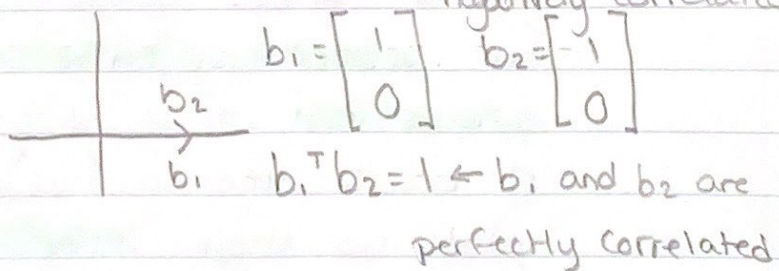 b₁ = [1 0] b₂ = [1 0]
b₂
b₁ b₁ᵀb₂ = 1 ← b₁ and b₂ are
perfectly correlated